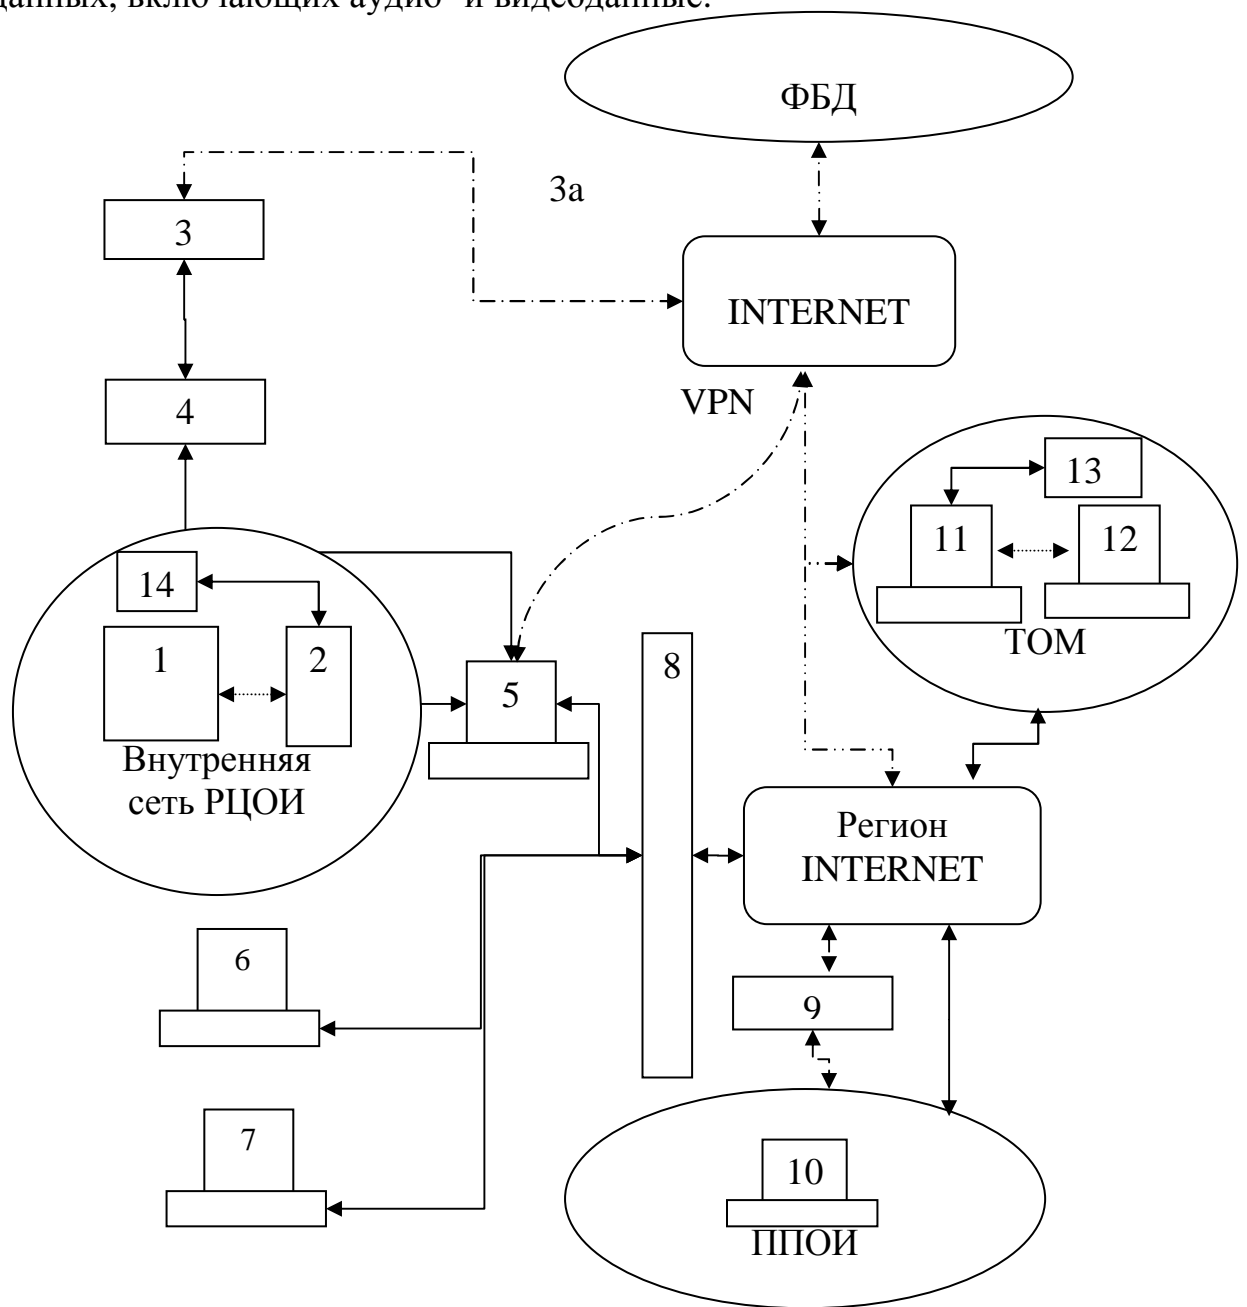 данных, включающих аудио- и видеоданные.
ФБД
3а
3
INTERNET
VPN
4
13
11
12
ТОМ
14
1
2
Внутренняя
сеть РЦОИ
5
8
Регион
INTERNET
6
9
7
10
ППОИ